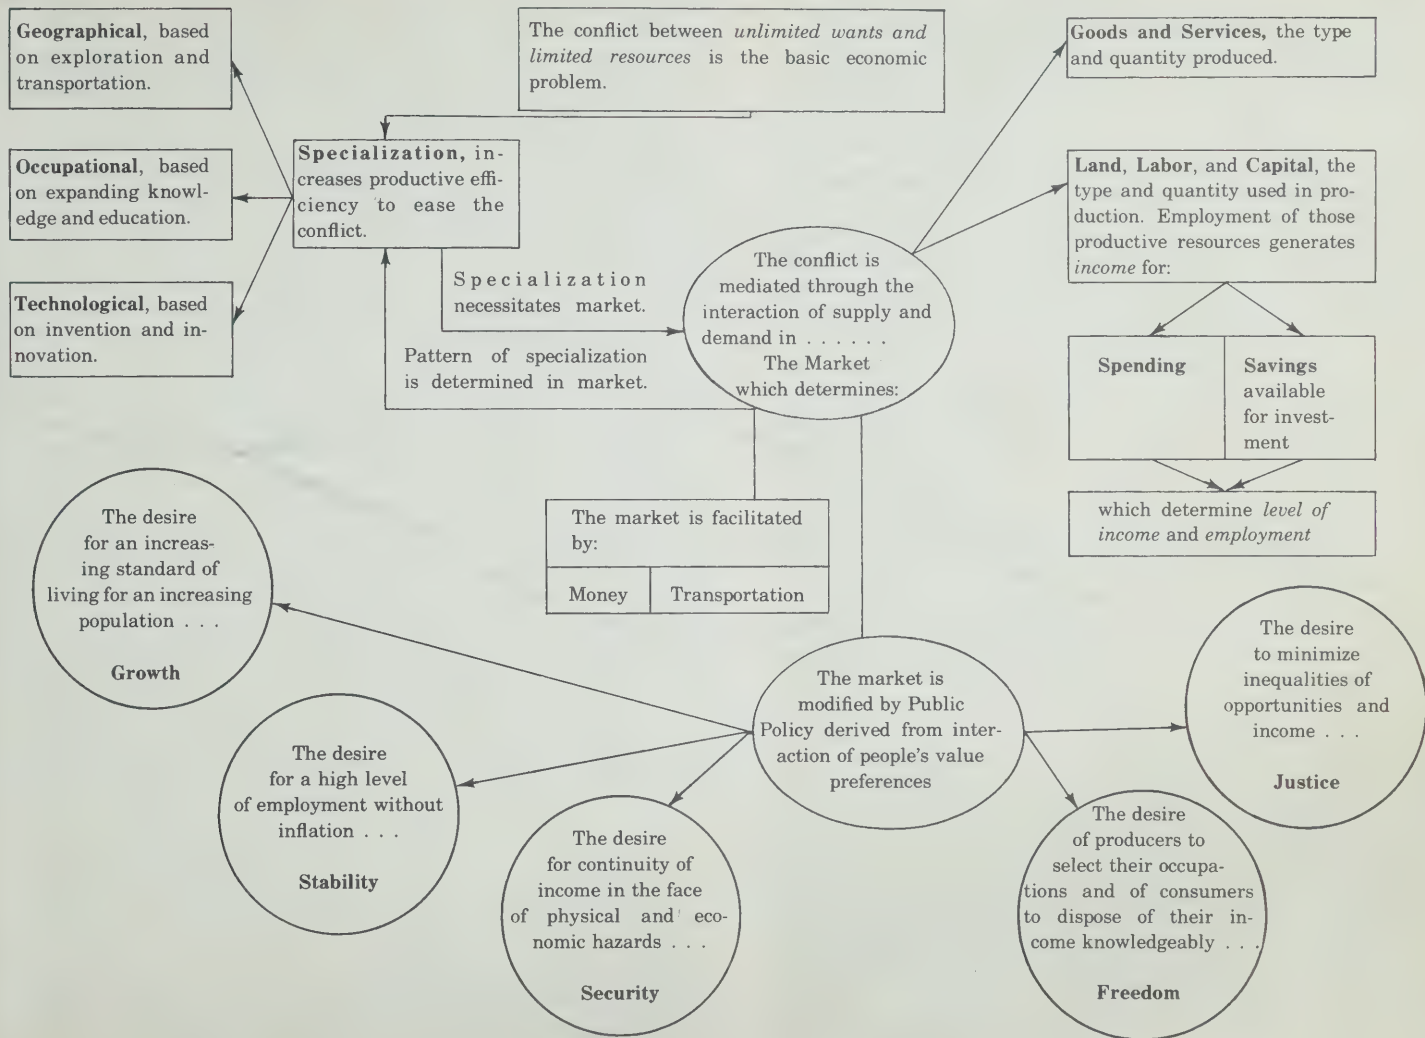 The conflict between unlimited wants and
limited resources is the basic economic
problem.
Geographical, based
on exploration and
transportation.
Occupational, based
on expanding knowl-
edge and education.
Technological, based
on invention and in-
novation.
Specialization, in-
creases productive effi-
ciency to ease the
conflict.
Specialization
necessitates market.
Pattern of specialization
is determined in market.
The conflict is
mediated through the
interaction of supply and
demand in . . . . . .
The Market
which determines:
Goods and Services, the type
and quantity produced.
Land, Labor, and Capital, the
type and quantity used in pro-
duction. Employment of those
productive resources generates
income for:
Spending
Savings
available
for invest-
ment
which determine level of
income and employment
The market is facilitated
by:
Money
Transportation
The market is
modified by Public
Policy derived from inter-
action of people's value
preferences
The desire
for an increas-
ing standard of
living for an increasing
population . . .
Growth
The desire
for a high level
of employment without
inflation . . .
Stability
The desire
for continuity of
income in the face
of physical and eco-
nomic hazards . . .
Security
The desire
of producers to
select their occupa-
tions and of consumers
to dispose of their in-
come knowledgeably . . .
Freedom
The desire
to minimize
inequalities of
opportunities and
income . . .
Justice